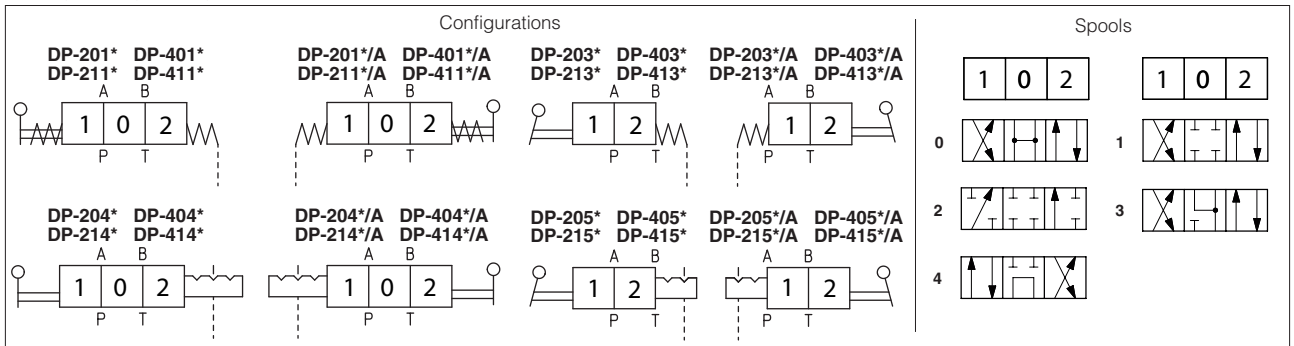 Configurations
Spools
DP-201* DP-401* DP-201*/A DP-401*/A DP-203* DP-403* DP-203*/A DP-403*/A
DP-211* DP-411* DP-211*/A DP-411*/A DP-213* DP-413* DP-213*/A DP-413*/A
A B A B A B A B
1 0 2 1 0 2 1 2 1 2
P T P T P T P T
DP-204* DP-404* DP-204*/A DP-404*/A DP-205* DP-405* DP-205*/A DP-405*/A
DP-214* DP-414* DP-214*/A DP-414*/A DP-215* DP-415* DP-215*/A DP-415*/A
A B A B A B A B
1 0 2 1 0 2 1 2 1 2
P T P T P T P T
1 0 2 1 0 2
0 1
2 3
4